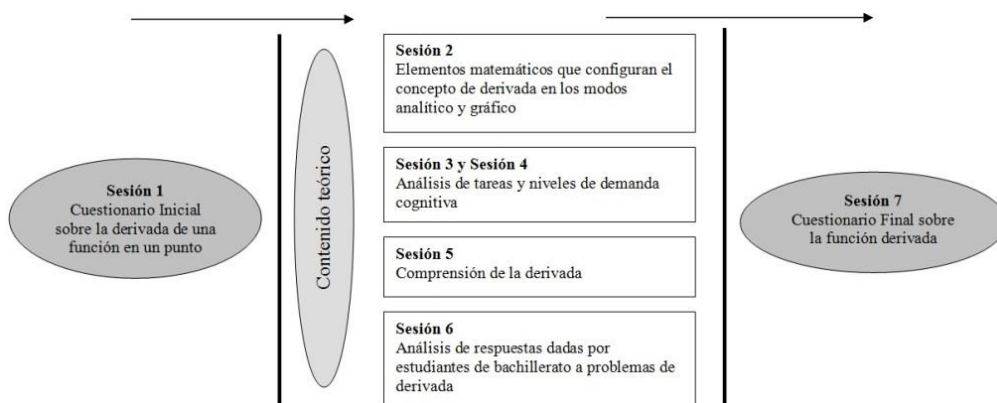 Sesión 1
Cuestionario Inicial
sobre la derivada de una
función en un punto
Contenido teórico
Sesión 2
Elementos matemáticos que configuran el
concepto de derivada en los modos
analítico y gráfico
Sesión 3 y Sesión 4
Análisis de tareas y niveles de demanda
cognitiva
Sesión 5
Comprensión de la derivada
Sesión 6
Análisis de respuestas dadas por
estudiantes de bachillerato a problemas de
derivada
Sesión 7
Cuestionario Final sobre
la función derivada